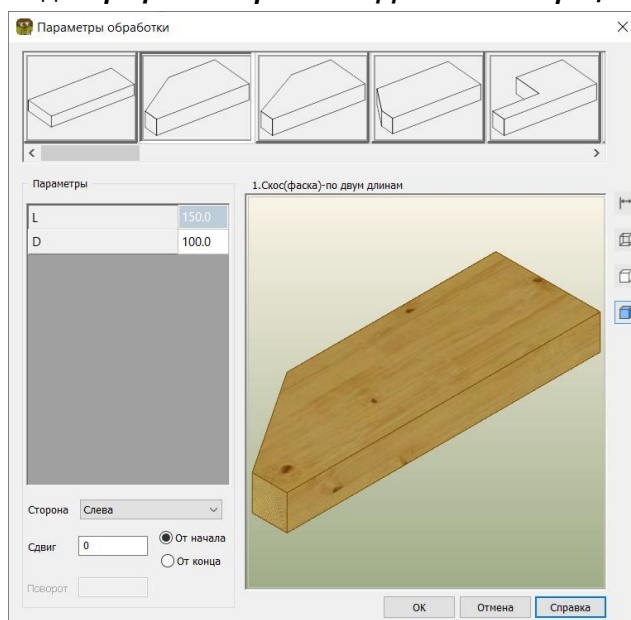 Параметры обработки
Параметры
1.Скос(фаска)-по двум длинам
L 150.0
D 100.0
Сторона Слева
Сдвиг 0 От начала
От конца
Поворот
ОК Отмена Справка